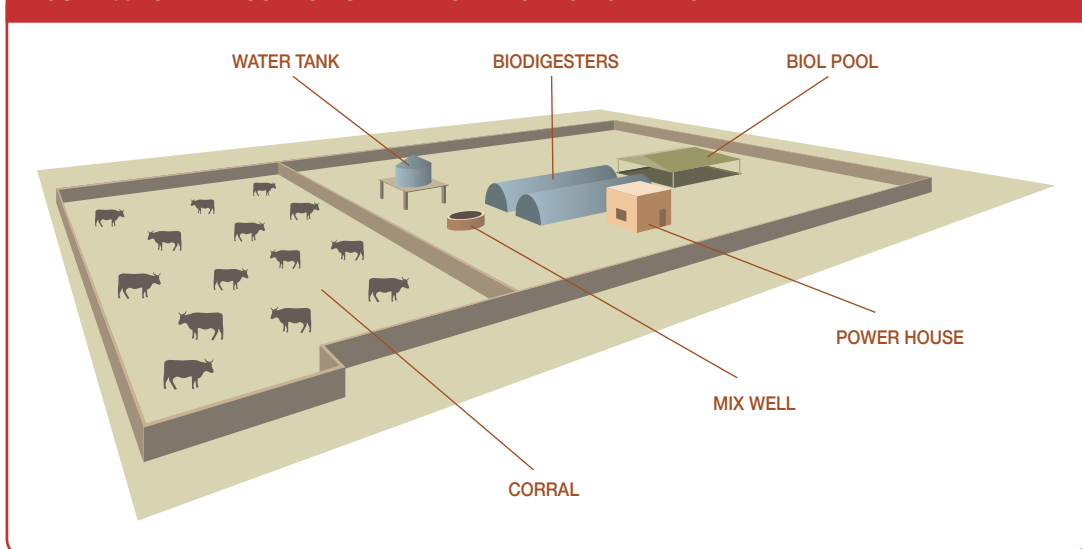 WATER TANK
BIODIGESTERS
BIOL POOL
POWER HOUSE
MIX WELL
CORRAL